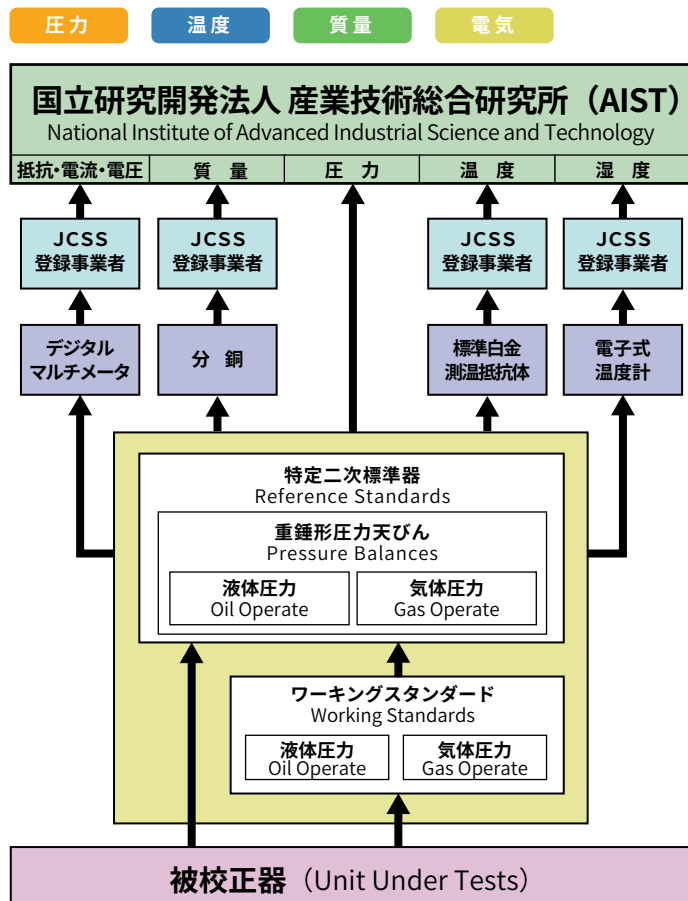 圧力 温度 質量 電気
国立研究開発法人 産業技術総合研究所（AIST）
National Institute of Advanced Industrial Science and Technology
抵抗・電流・電圧 質 量 圧 力 温 度 湿 度
JCSS
登録事業者
JCSS
登録事業者
JCSS
登録事業者
JCSS
登録事業者
デジタル
マルチメータ
分 銅
標準白金
測温抵抗体
電子式
温度計
特定二次標準器
Reference Standards
重錘形圧力天びん
Pressure Balances
液体圧力
Oil Operate
気体圧力
Gas Operate
ワーキングスタンダード
Working Standards
液体圧力
Oil Operate
気体圧力
Gas Operate
被校正器（Unit Under Tests）